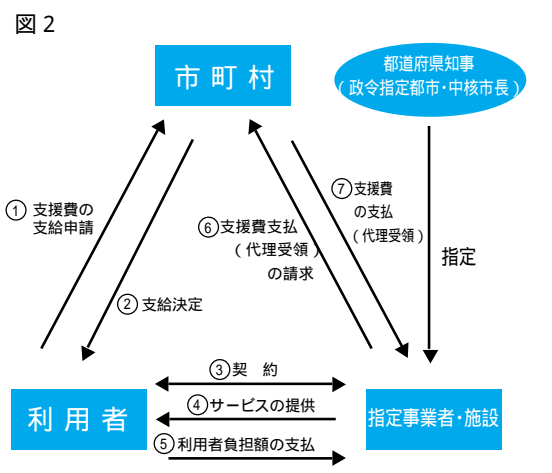 図2
市町村
都道府県知事
(政令指定都市・中核市長)
①支援費の
支給申請
②支給決定
⑥支援費支払
(代理受領)
の請求
⑦支援費
の支払
(代理受領)
指定
③契 約
④サービスの提供
⑤利用者負担額の支払
利用者
指定事業者・施設